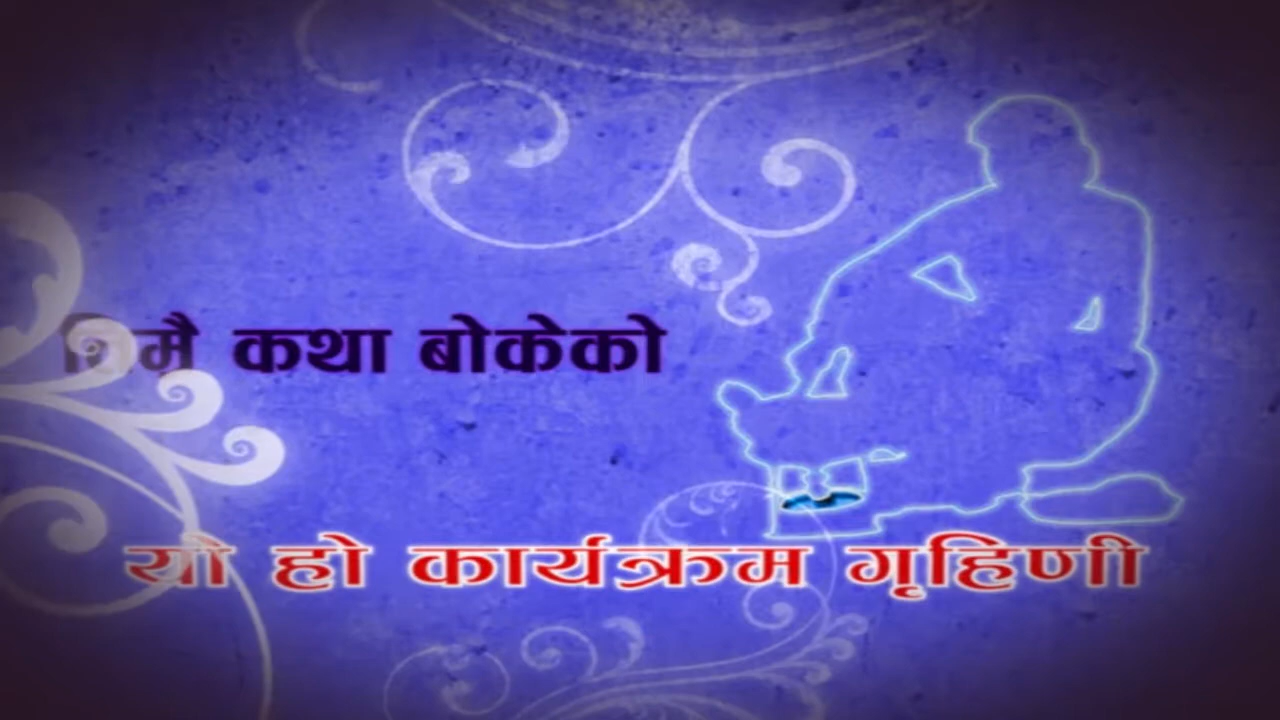 तिम्रै कथा बोकेको
यो हो कार्यक्रम गृहिणी